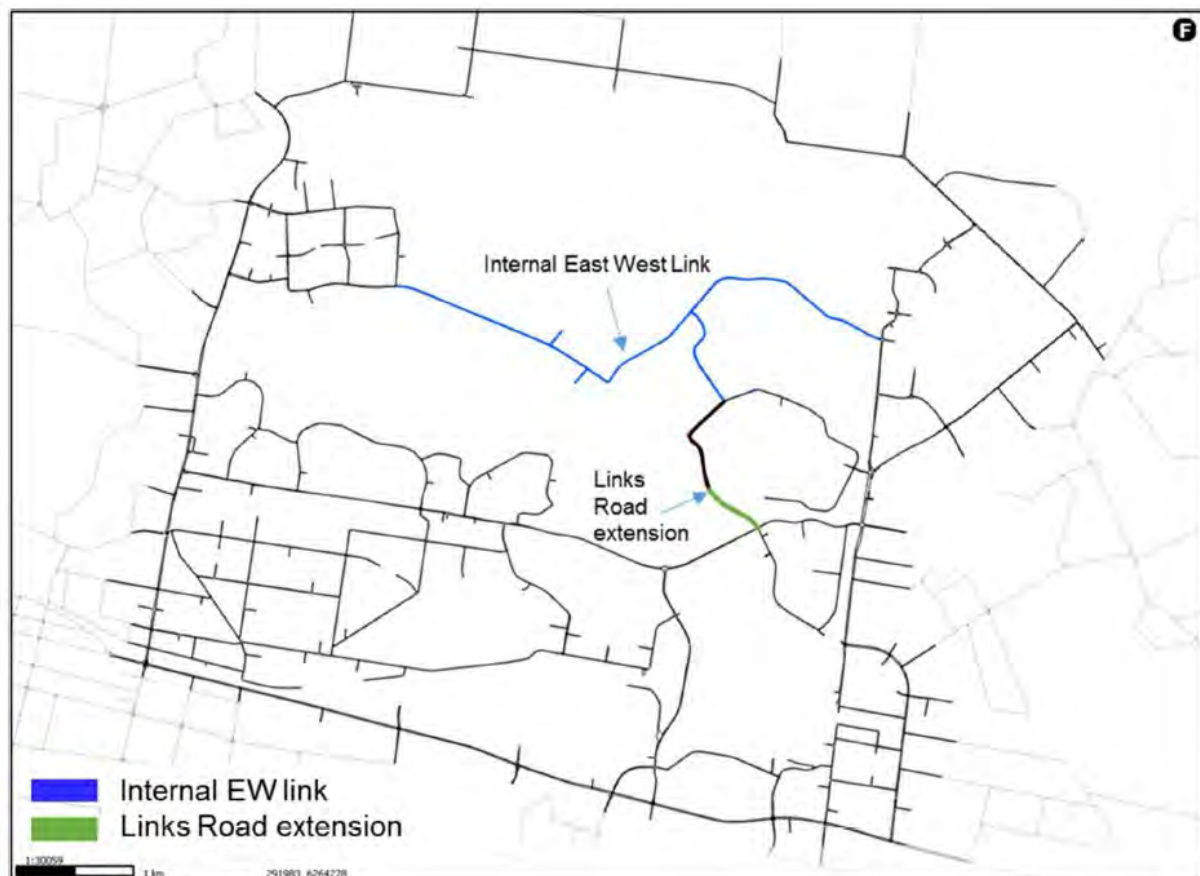 F
Internal East West Link
Links
Road
extension
Internal EW link
Links Road extension
1:30059
1 km
291983, 6264228